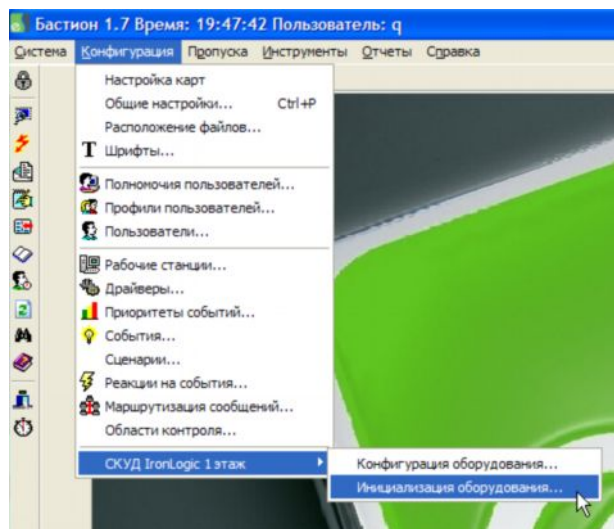 Бастион 1.7 Время: 19:47:42 Пользователь: q
Система Конфигурация Пропуска Инструменты Отчеты Справка
Настройка карт
Общие настройки... Ctrl+P
Расположение файлов...
T Шрифты...
Полномочия пользователей...
Профили пользователей...
Пользователи...
Рабочие станции...
Драйверы...
Приоритеты событий...
События...
Сценарии...
Реакции на события...
Маршрутизация сообщений...
Области контроля...
СКУД IronLogic 1 этаж
Конфигурация оборудования...
Инициализация оборудования...